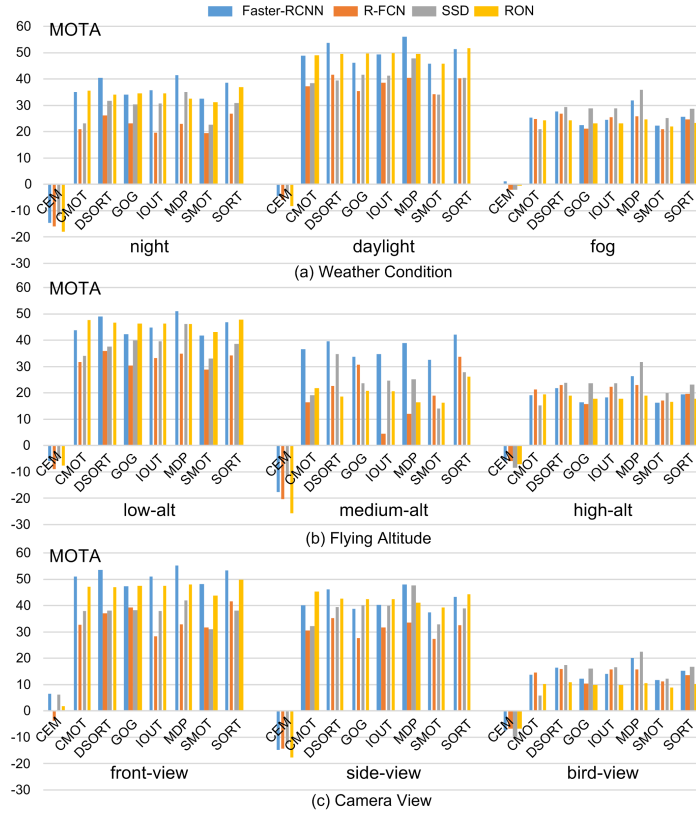 Faster-RCNN R-FCN SSD RON
MOTA
60
50
40
30
20
10
0
-10
-20
-30
CEM CMOT DSORT GOG IOUT MDP SMOT SORT CEM CMOT DSORT GOG IOUT MDP SMOT SORT CEM CMOT DSORT GOG IOUT MDP SMOT SORT
night daylight fog
(a) Weather Condition
MOTA
60
50
40
30
20
10
0
-10
-20
-30
CEM CMOT DSORT GOG IOUT MDP SMOT SORT CEM CMOT DSORT GOG IOUT MDP SMOT SORT CEM CMOT DSORT GOG IOUT MDP SMOT SORT
low-alt medium-alt high-alt
(b) Flying Altitude
MOTA
60
50
40
30
20
10
0
-10
-20
-30
CEM CMOT DSORT GOG IOUT MDP SMOT SORT CEM CMOT DSORT GOG IOUT MDP SMOT SORT CEM CMOT DSORT GOG IOUT MDP SMOT SORT
front-view side-view bird-view
(c) Camera View